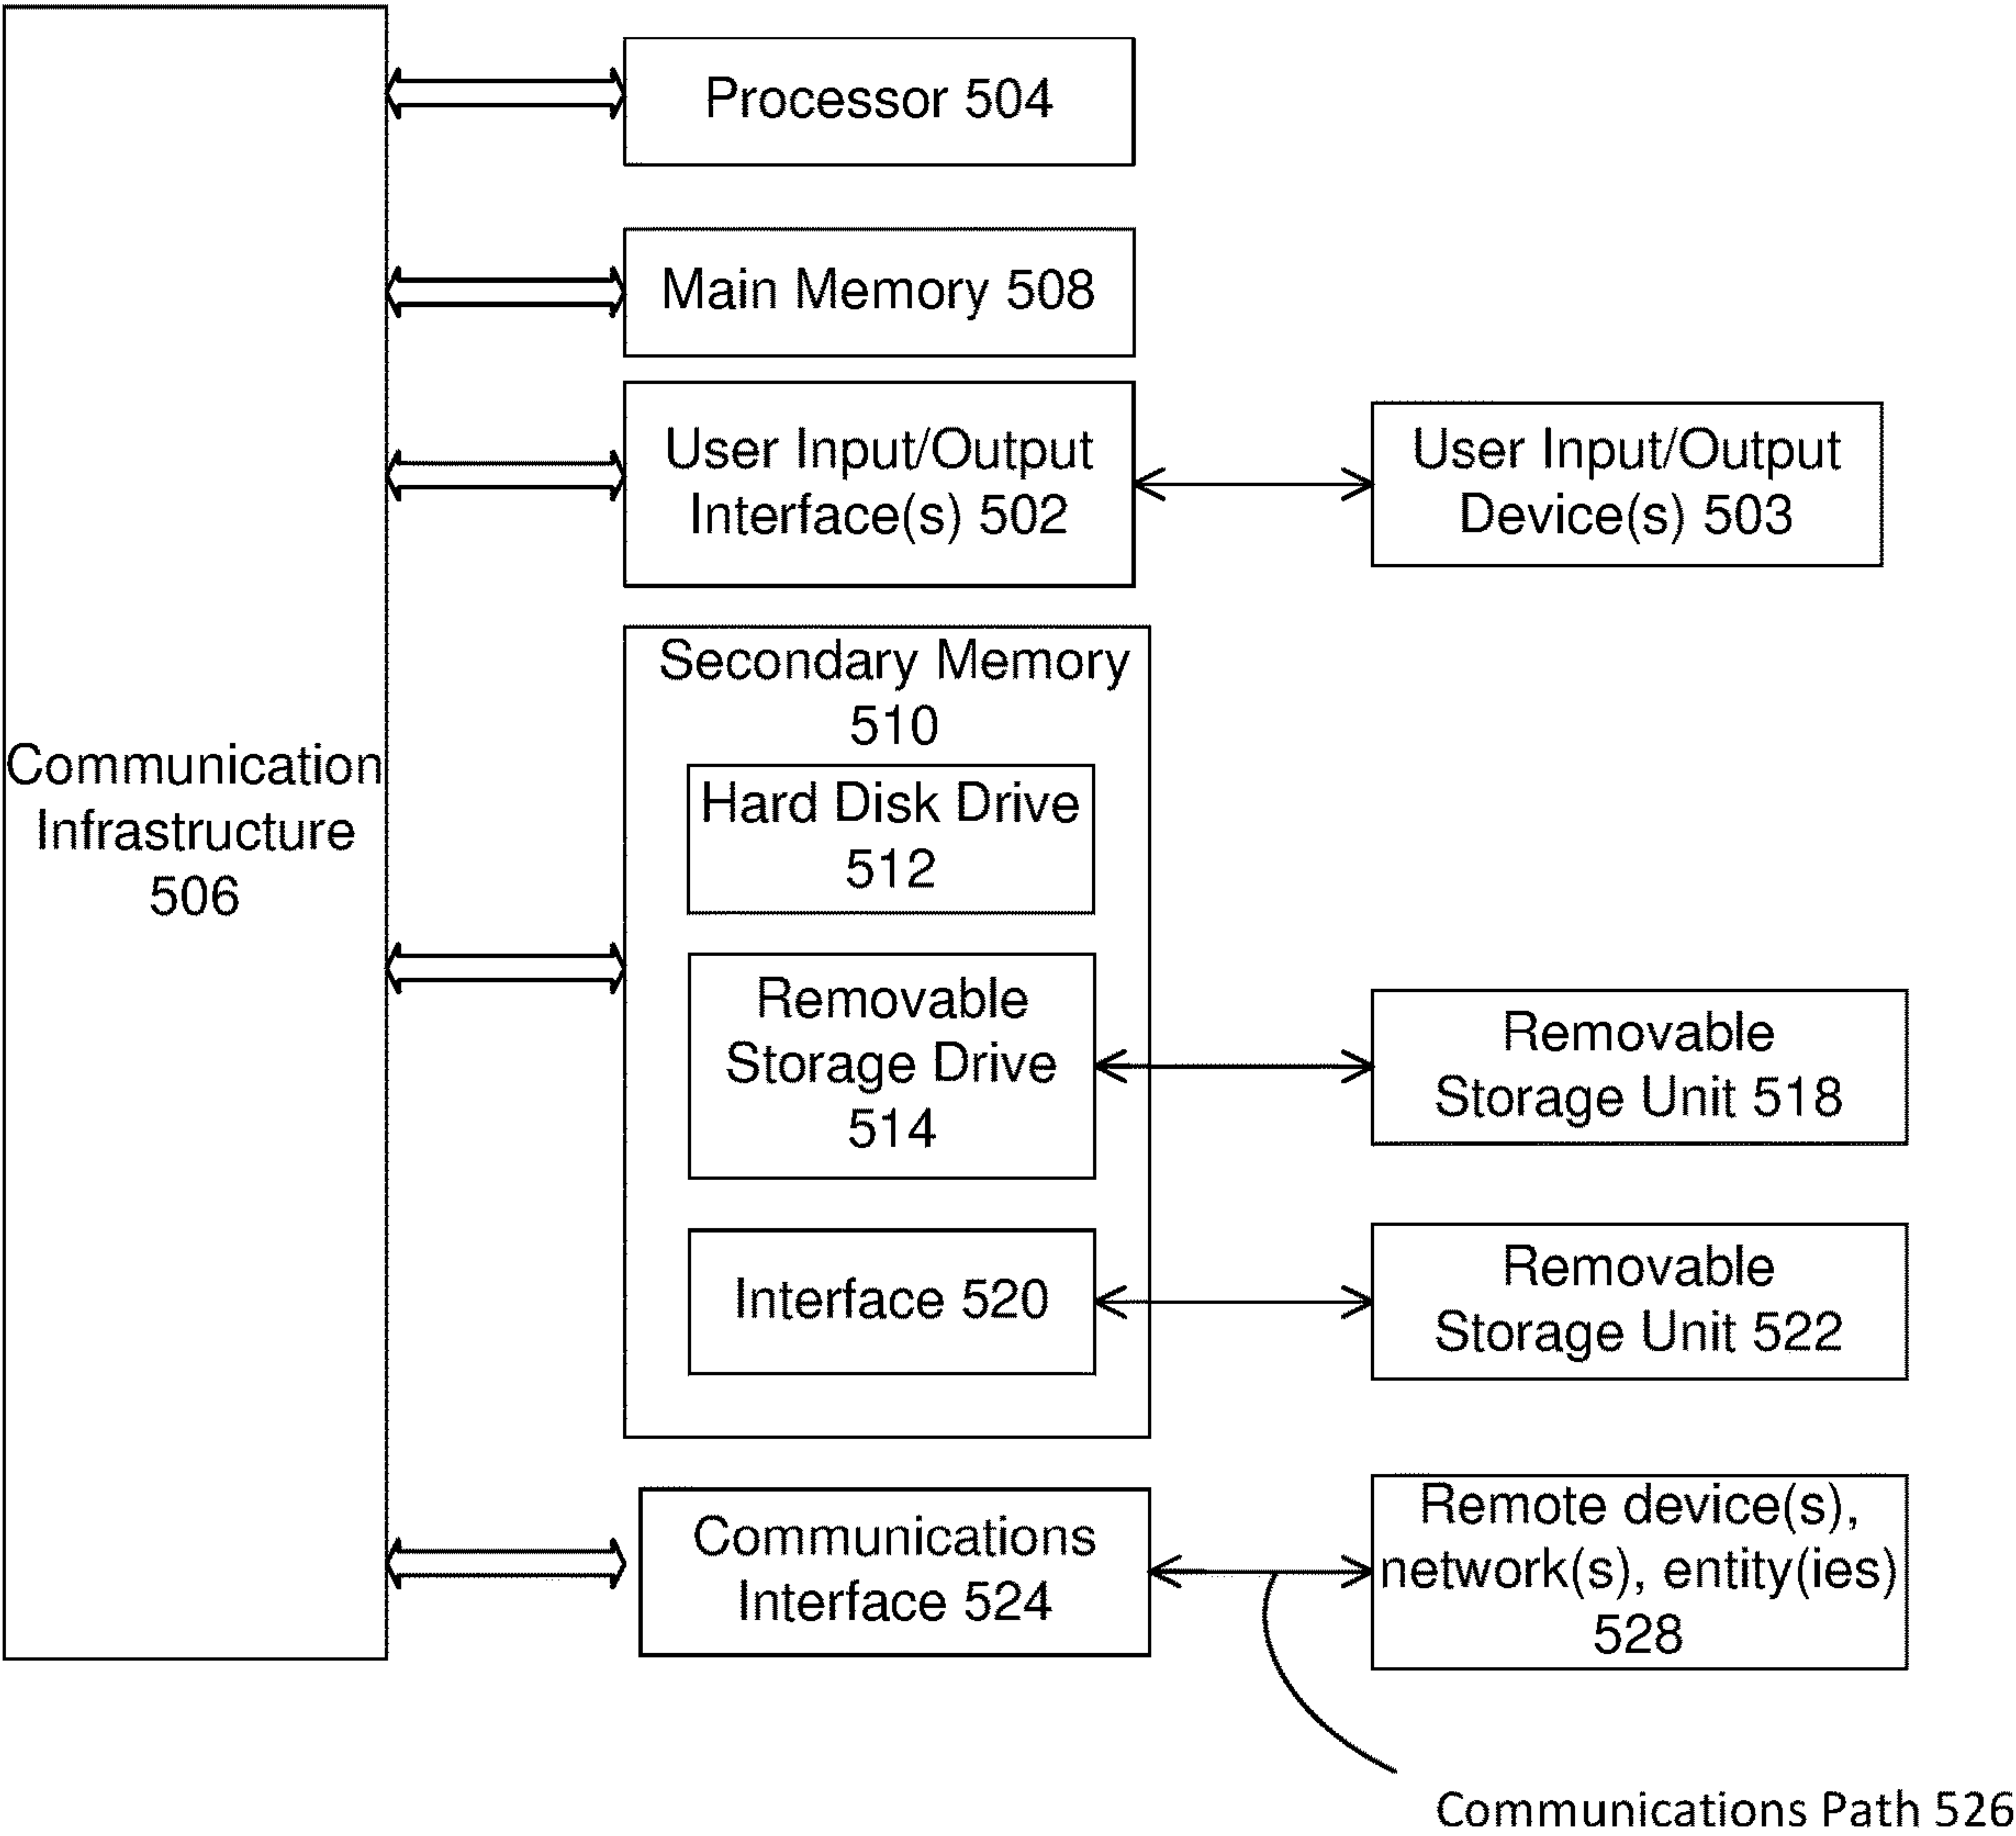 Processor 504
Main Memory 508
User Input/Output
Interface(s) 502
User Input/Output
Device(s) 503
Communication
Infrastructure
506
Secondary Memory
510
Hard Disk Drive
512
Removable
Storage Drive
514
Removable
Storage Unit 518
Interface 520
Removable
Storage Unit 522
Communications
Interface 524
Remote device(s),
network(s), entity(ies)
528
Communications Path 526